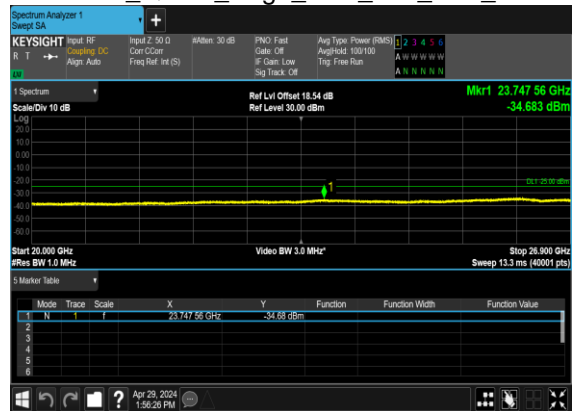 Spectrum Analyzer 1
Swept SA
+
KEYSIGHT Input: RF Input Z: 50 Ω #Atten: 30 dB PNO: Fast Avg Type: Power (RMS) 1 2 3 4 5 6
R T Coupling: DC Corr CCorr Gate: Off Avg|Hold: 100/100 A W W W W W
Align: Auto Freq Ref: Int (S) IF Gain: Low Trig: Free Run
Sig Track: Off A N N N N N
1 Spectrum Ref Lvl Offset 18.54 dB Mkr1 23.747 56 GHz
Scale/Div 10 dB Ref Level 30.00 dBm -34.683 dBm
Log
20.0
10.0
0.00
-10.0
-20.0
DL1 -25.00 dBm
1
-30.0
-40.0
-50.0
-60.0
Start 20.000 GHz Video BW 3.0 MHz* Stop 26.900 GHz
#Res BW 1.0 MHz Sweep 13.3 ms (40001 pts)
5 Marker Table
Mode Trace Scale X Y Function Function Width Function Value
1 N 1 f 23.747 56 GHz -34.68 dBm
2
3
4
5
6
? Apr 29, 2024
1:56:26 PM